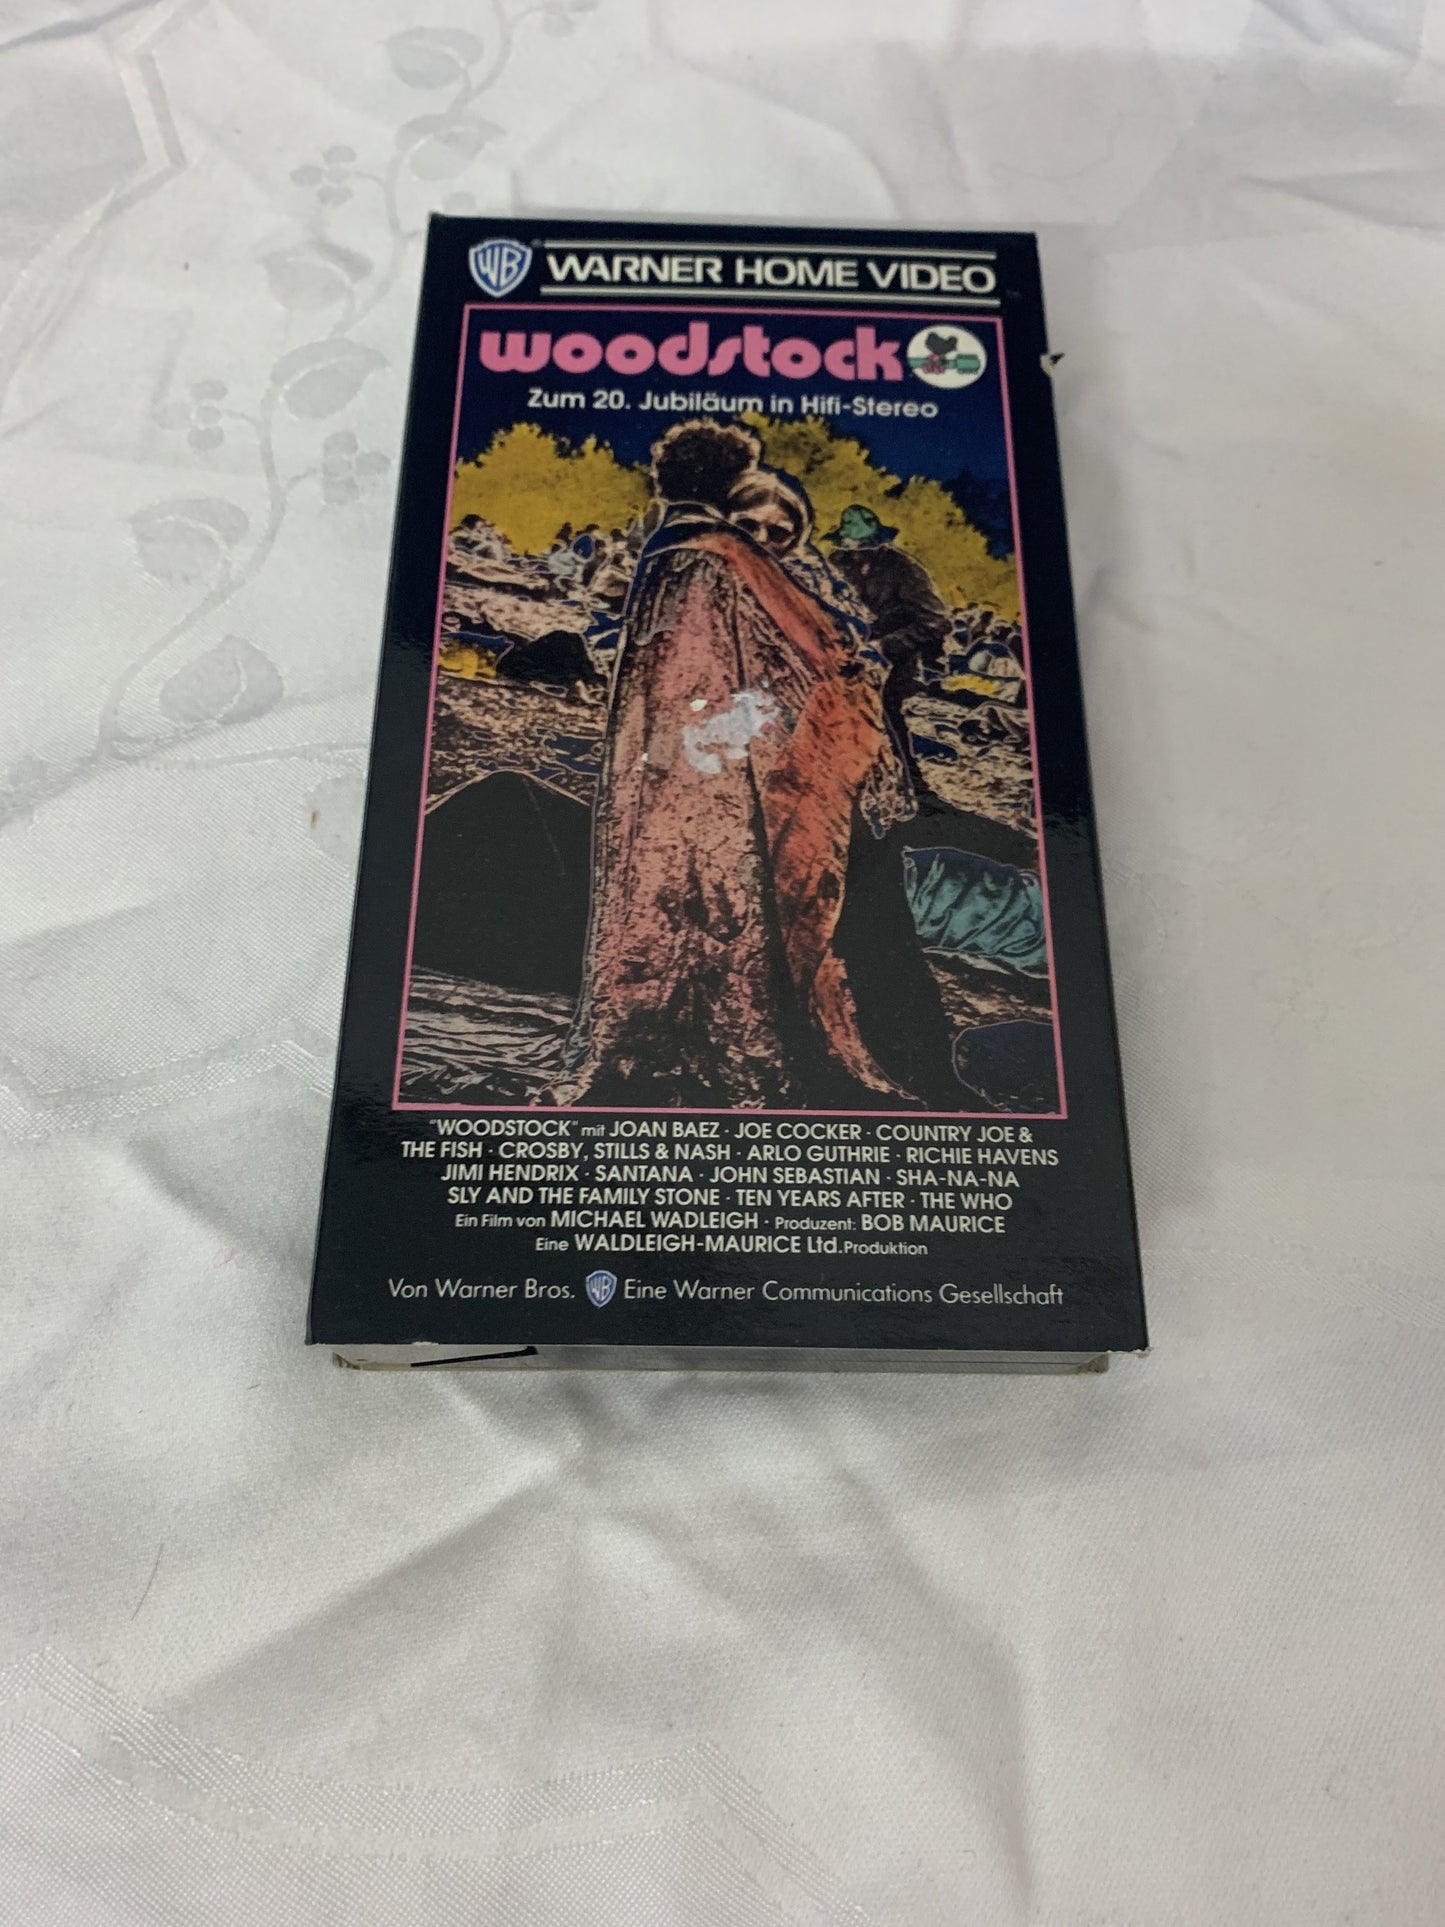 WB ® WARNER HOME VIDEO
woodstock
Zum 20. Jubiläum in Hifi-Stereo
"WOODSTOCK" mit JOAN BAEZ · JOE COCKER · COUNTRY JOE &
THE FISH · CROSBY, STILLS & NASH · ARLO GUTHRIE · RICHIE HAVENS
JIMI HENDRIX · SANTANA · JOHN SEBASTIAN · SHA-NA-NA
SLY AND THE FAMILY STONE · TEN YEARS AFTER · THE WHO
Ein Film von MICHAEL WADLEIGH · Produzent: BOB MAURICE
Eine WALDLEIGH-MAURICE Ltd. Produktion
Von Warner Bros. WB Eine Warner Communications Gesellschaft